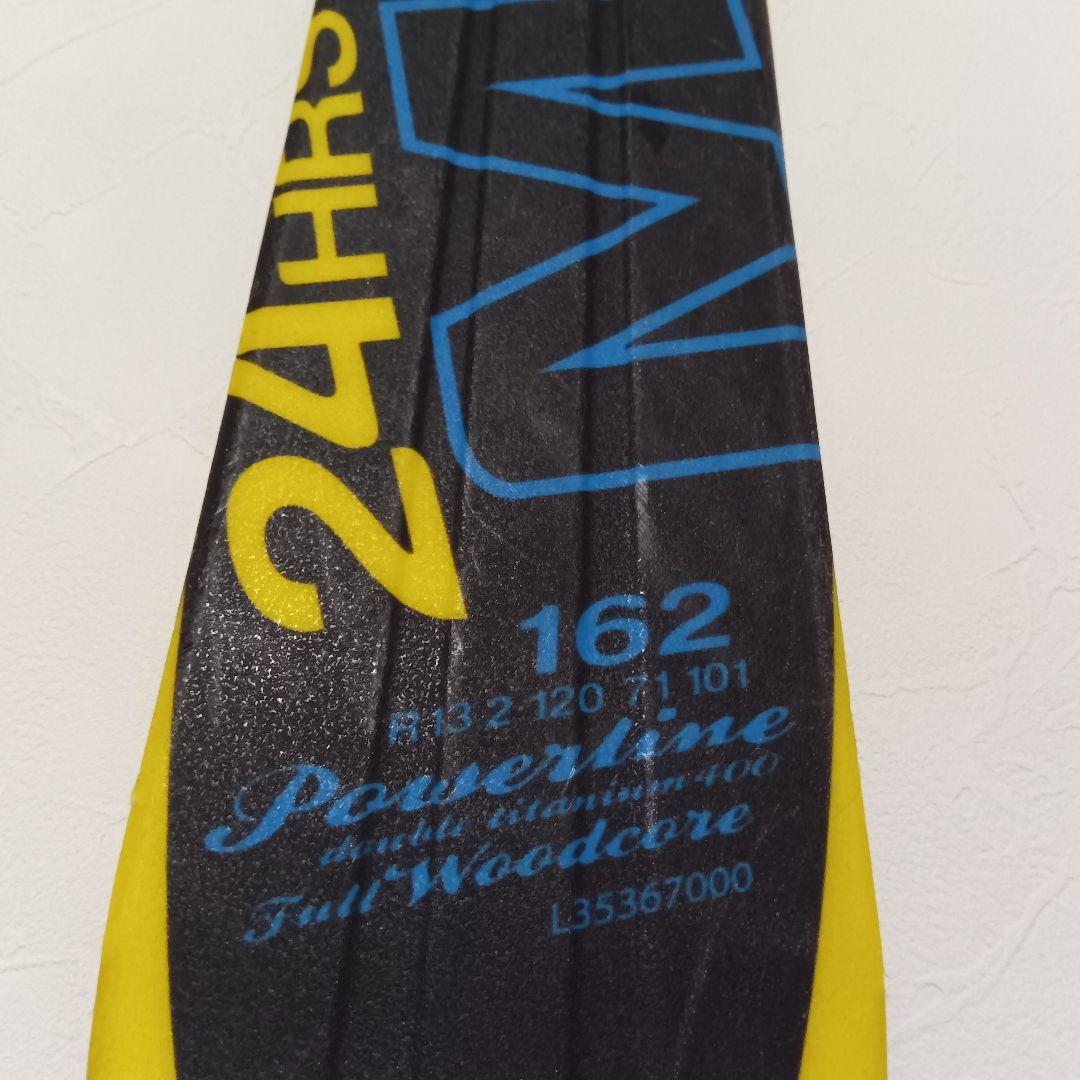 24HRS
162
R 13.2 120 71 101
Powerline
double titanium 400
Full Woodcore
L35367000